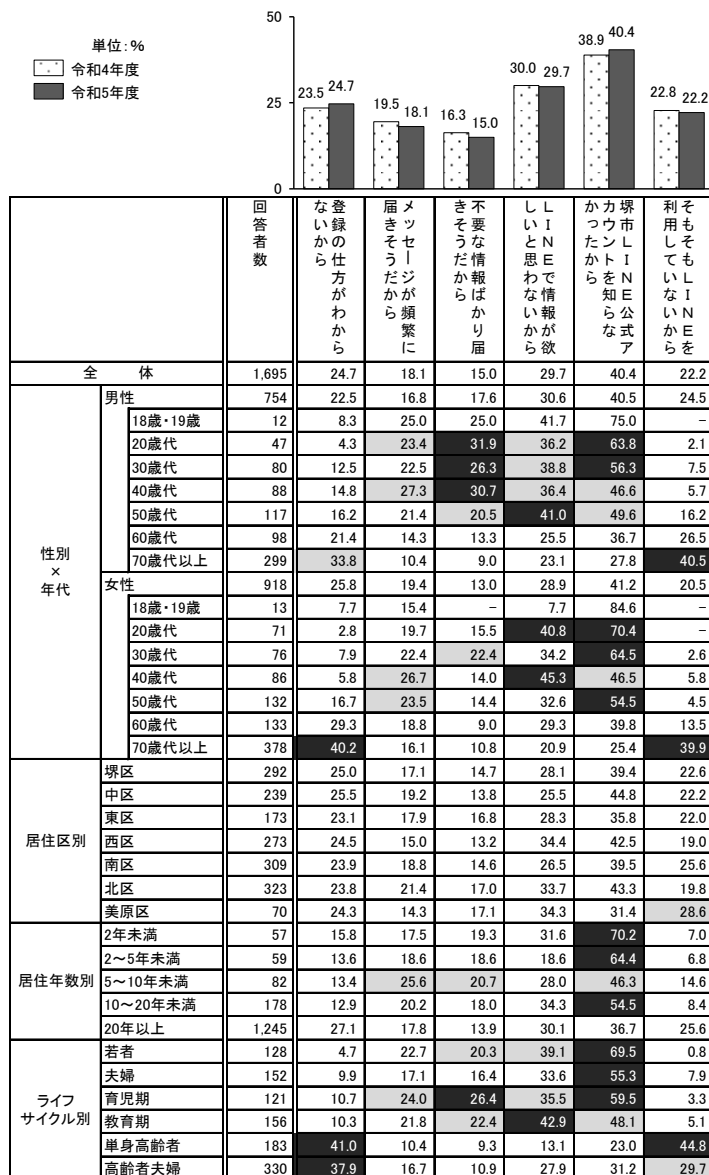 50
25
0
単位:%
令和4年度
令和5年度
23.5 24.7
19.5 18.1
16.3 15.0
30.0 29.7
38.9 40.4
22.8 22.2
回答者数
登録の仕方がわから
ないから
メッセージが頻繁に
届きそうだから
不要な情報ばかり届
きそうだから
LINEで情報が欲
しいと思わないから
堺市LINE公式ア
カウントを知らな
かったから
そもそもLINEを
利用していないから
全 体 1,695 24.7 18.1 15.0 29.7 40.4 22.2
性別
×
年代
男性 754 22.5 16.8 17.6 30.6 40.5 24.5
18歳・19歳 12 8.3 25.0 25.0 41.7 75.0 −
20歳代 47 4.3 23.4 31.9 36.2 63.8 2.1
30歳代 80 12.5 22.5 26.3 38.8 56.3 7.5
40歳代 88 14.8 27.3 30.7 36.4 46.6 5.7
50歳代 117 16.2 21.4 20.5 41.0 49.6 16.2
60歳代 98 21.4 14.3 13.3 25.5 36.7 26.5
70歳代以上 299 33.8 10.4 9.0 23.1 27.8 40.5
女性 918 25.8 19.4 13.0 28.9 41.2 20.5
18歳・19歳 13 7.7 15.4 − 7.7 84.6 −
20歳代 71 2.8 19.7 15.5 40.8 70.4 −
30歳代 76 7.9 22.4 22.4 34.2 64.5 2.6
40歳代 86 5.8 26.7 14.0 45.3 46.5 5.8
50歳代 132 16.7 23.5 14.4 32.6 54.5 4.5
60歳代 133 29.3 18.8 9.0 29.3 39.8 13.5
70歳代以上 378 40.2 16.1 10.8 20.9 25.4 39.9
居住区別
堺区 292 25.0 17.1 14.7 28.1 39.4 22.6
中区 239 25.5 19.2 13.8 25.5 44.8 22.2
東区 173 23.1 17.9 16.8 28.3 35.8 22.0
西区 273 24.5 15.0 13.2 34.4 42.5 19.0
南区 309 23.9 18.8 14.6 26.5 39.5 25.6
北区 323 23.8 21.4 17.0 33.7 43.3 19.8
美原区 70 24.3 14.3 17.1 34.3 31.4 28.6
居住年数別
2年未満 57 15.8 17.5 19.3 31.6 70.2 7.0
2〜5年未満 59 13.6 18.6 18.6 18.6 64.4 6.8
5〜10年未満 82 13.4 25.6 20.7 28.0 46.3 14.6
10〜20年未満 178 12.9 20.2 18.0 34.3 54.5 8.4
20年以上 1,245 27.1 17.8 13.9 30.1 36.7 25.6
ライフ
サイクル別
若者 128 4.7 22.7 20.3 39.1 69.5 0.8
夫婦 152 9.9 17.1 16.4 33.6 55.3 7.9
育児期 121 10.7 24.0 26.4 35.5 59.5 3.3
教育期 156 10.3 21.8 22.4 42.9 48.1 5.1
単身高齢者 183 41.0 10.4 9.3 13.1 23.0 44.8
高齢者夫婦 330 37.9 16.7 10.9 27.9 31.2 29.7